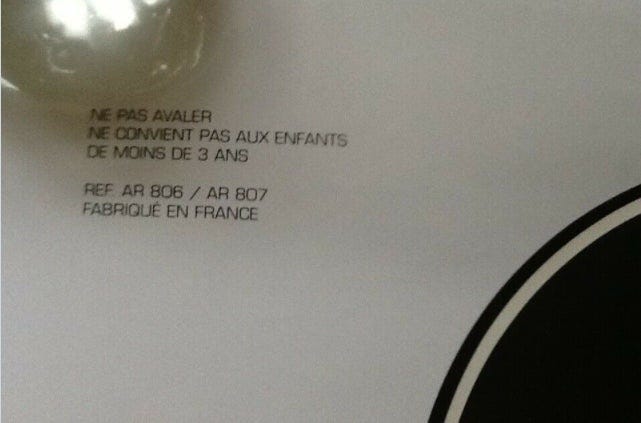 NE PAS AVALER
NE CONVIENT PAS AUX ENFANTS
DE MOINS DE 3 ANS
REF. AR 806 / AR 807
FABRIQUÉ EN FRANCE